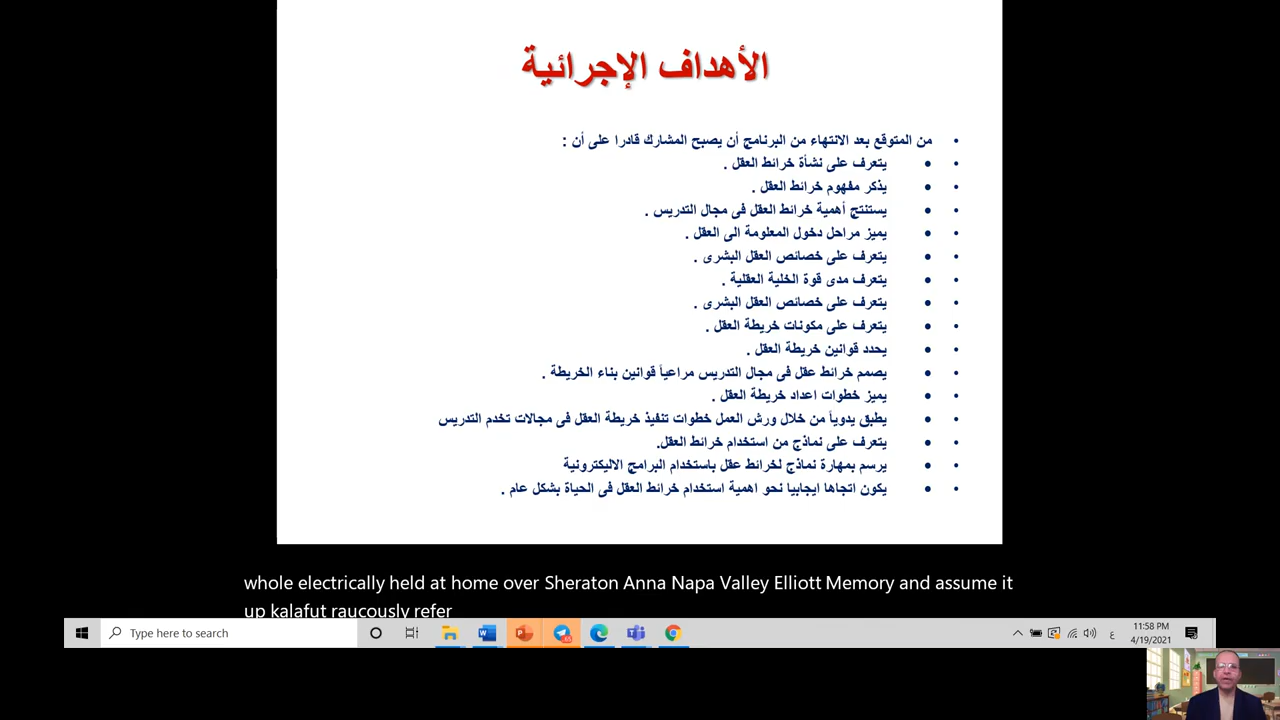 الأهداف الإجرائية
• من المتوقع بعد الانتهاء من البرنامج أن يصبح المشارك قادرا على أن :
• • يتعرف على نشأة خرائط العقل .
• • يذكر مفهوم خرائط العقل .
• • يستنتج أهمية خرائط العقل فى مجال التدريس .
• • يميز مراحل دخول المعلومة الى العقل .
• • يتعرف على خصائص العقل البشرى .
• • يتعرف مدى قوة الخلية العقلية .
• • يتعرف على خصائص العقل البشرى .
• • يتعرف على مكونات خريطة العقل .
• • يحدد قوانين خريطة العقل .
• • يصمم خرائط عقل فى مجال التدريس مراعياً قوانين بناء الخريطة .
• • يميز خطوات اعداد خريطة العقل .
• • يطبق يدوياً من خلال ورش العمل خطوات تنفيذ خريطة العقل فى مجالات تخدم التدريس
• • يتعرف على نماذج من استخدام خرائط العقل.
• • يرسم بمهارة نماذج لخرائط عقل باستخدام البرامج الاليكترونية
• • يكون اتجاها ايجابيا نحو اهمية استخدام خرائط العقل فى الحياة بشكل عام .
whole electrically held at home over Sheraton Anna Napa Valley Elliott Memory and assume it
up kalafut raucously refer
Type here to search
ع
11:58 PM
4/19/2021